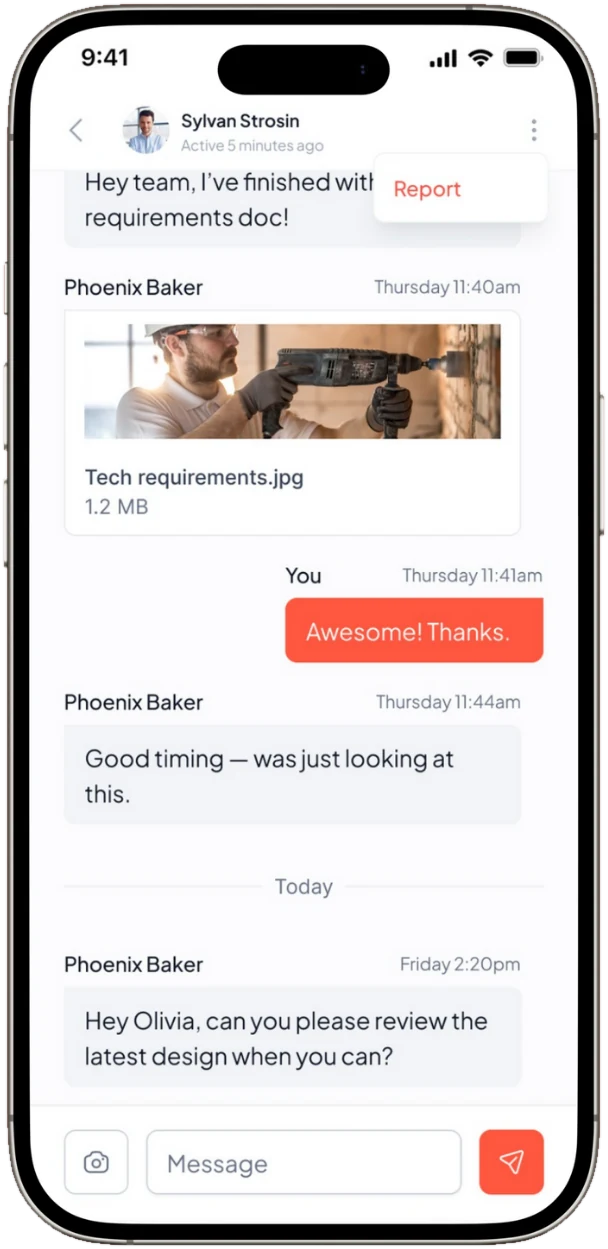 9:41
Sylvan Strosin
Active 5 minutes ago
Report
Hey team, I’ve finished with
requirements doc!
Phoenix Baker
Thursday 11:40am
Tech requirements.jpg
1.2 MB
You
Thursday 11:41am
Awesome! Thanks.
Phoenix Baker
Thursday 11:44am
Good timing — was just looking at
this.
Today
Phoenix Baker
Friday 2:20pm
Hey Olivia, can you please review the
latest design when you can?
Message